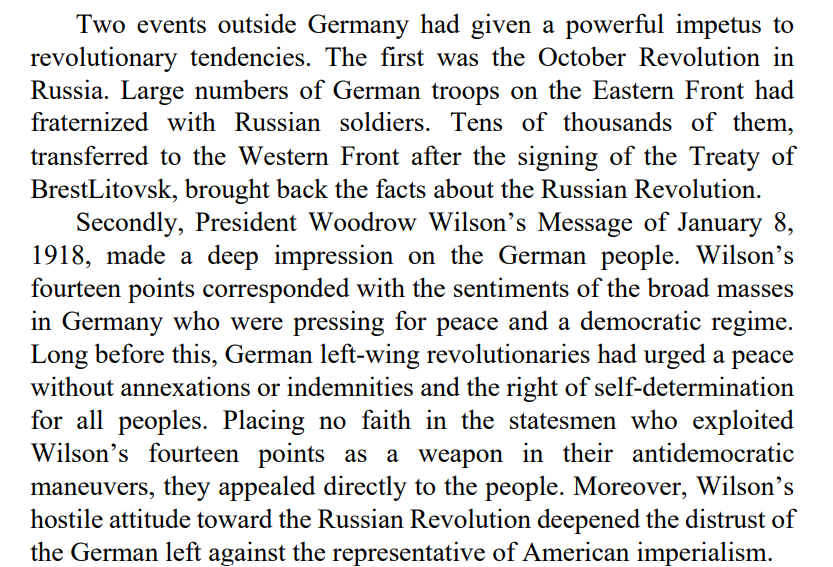 Two events outside Germany had given a powerful impetus to
revolutionary tendencies. The first was the October Revolution in
Russia. Large numbers of German troops on the Eastern Front had
fraternized with Russian soldiers. Tens of thousands of them,
transferred to the Western Front after the signing of the Treaty of
BrestLitovsk, brought back the facts about the Russian Revolution.
Secondly, President Woodrow Wilson’s Message of January 8,
1918, made a deep impression on the German people. Wilson’s
fourteen points corresponded with the sentiments of the broad masses
in Germany who were pressing for peace and a democratic regime.
Long before this, German left-wing revolutionaries had urged a peace
without annexations or indemnities and the right of self-determination
for all peoples. Placing no faith in the statesmen who exploited
Wilson’s fourteen points as a weapon in their antidemocratic
maneuvers, they appealed directly to the people. Moreover, Wilson’s
hostile attitude toward the Russian Revolution deepened the distrust of
the German left against the representative of American imperialism.